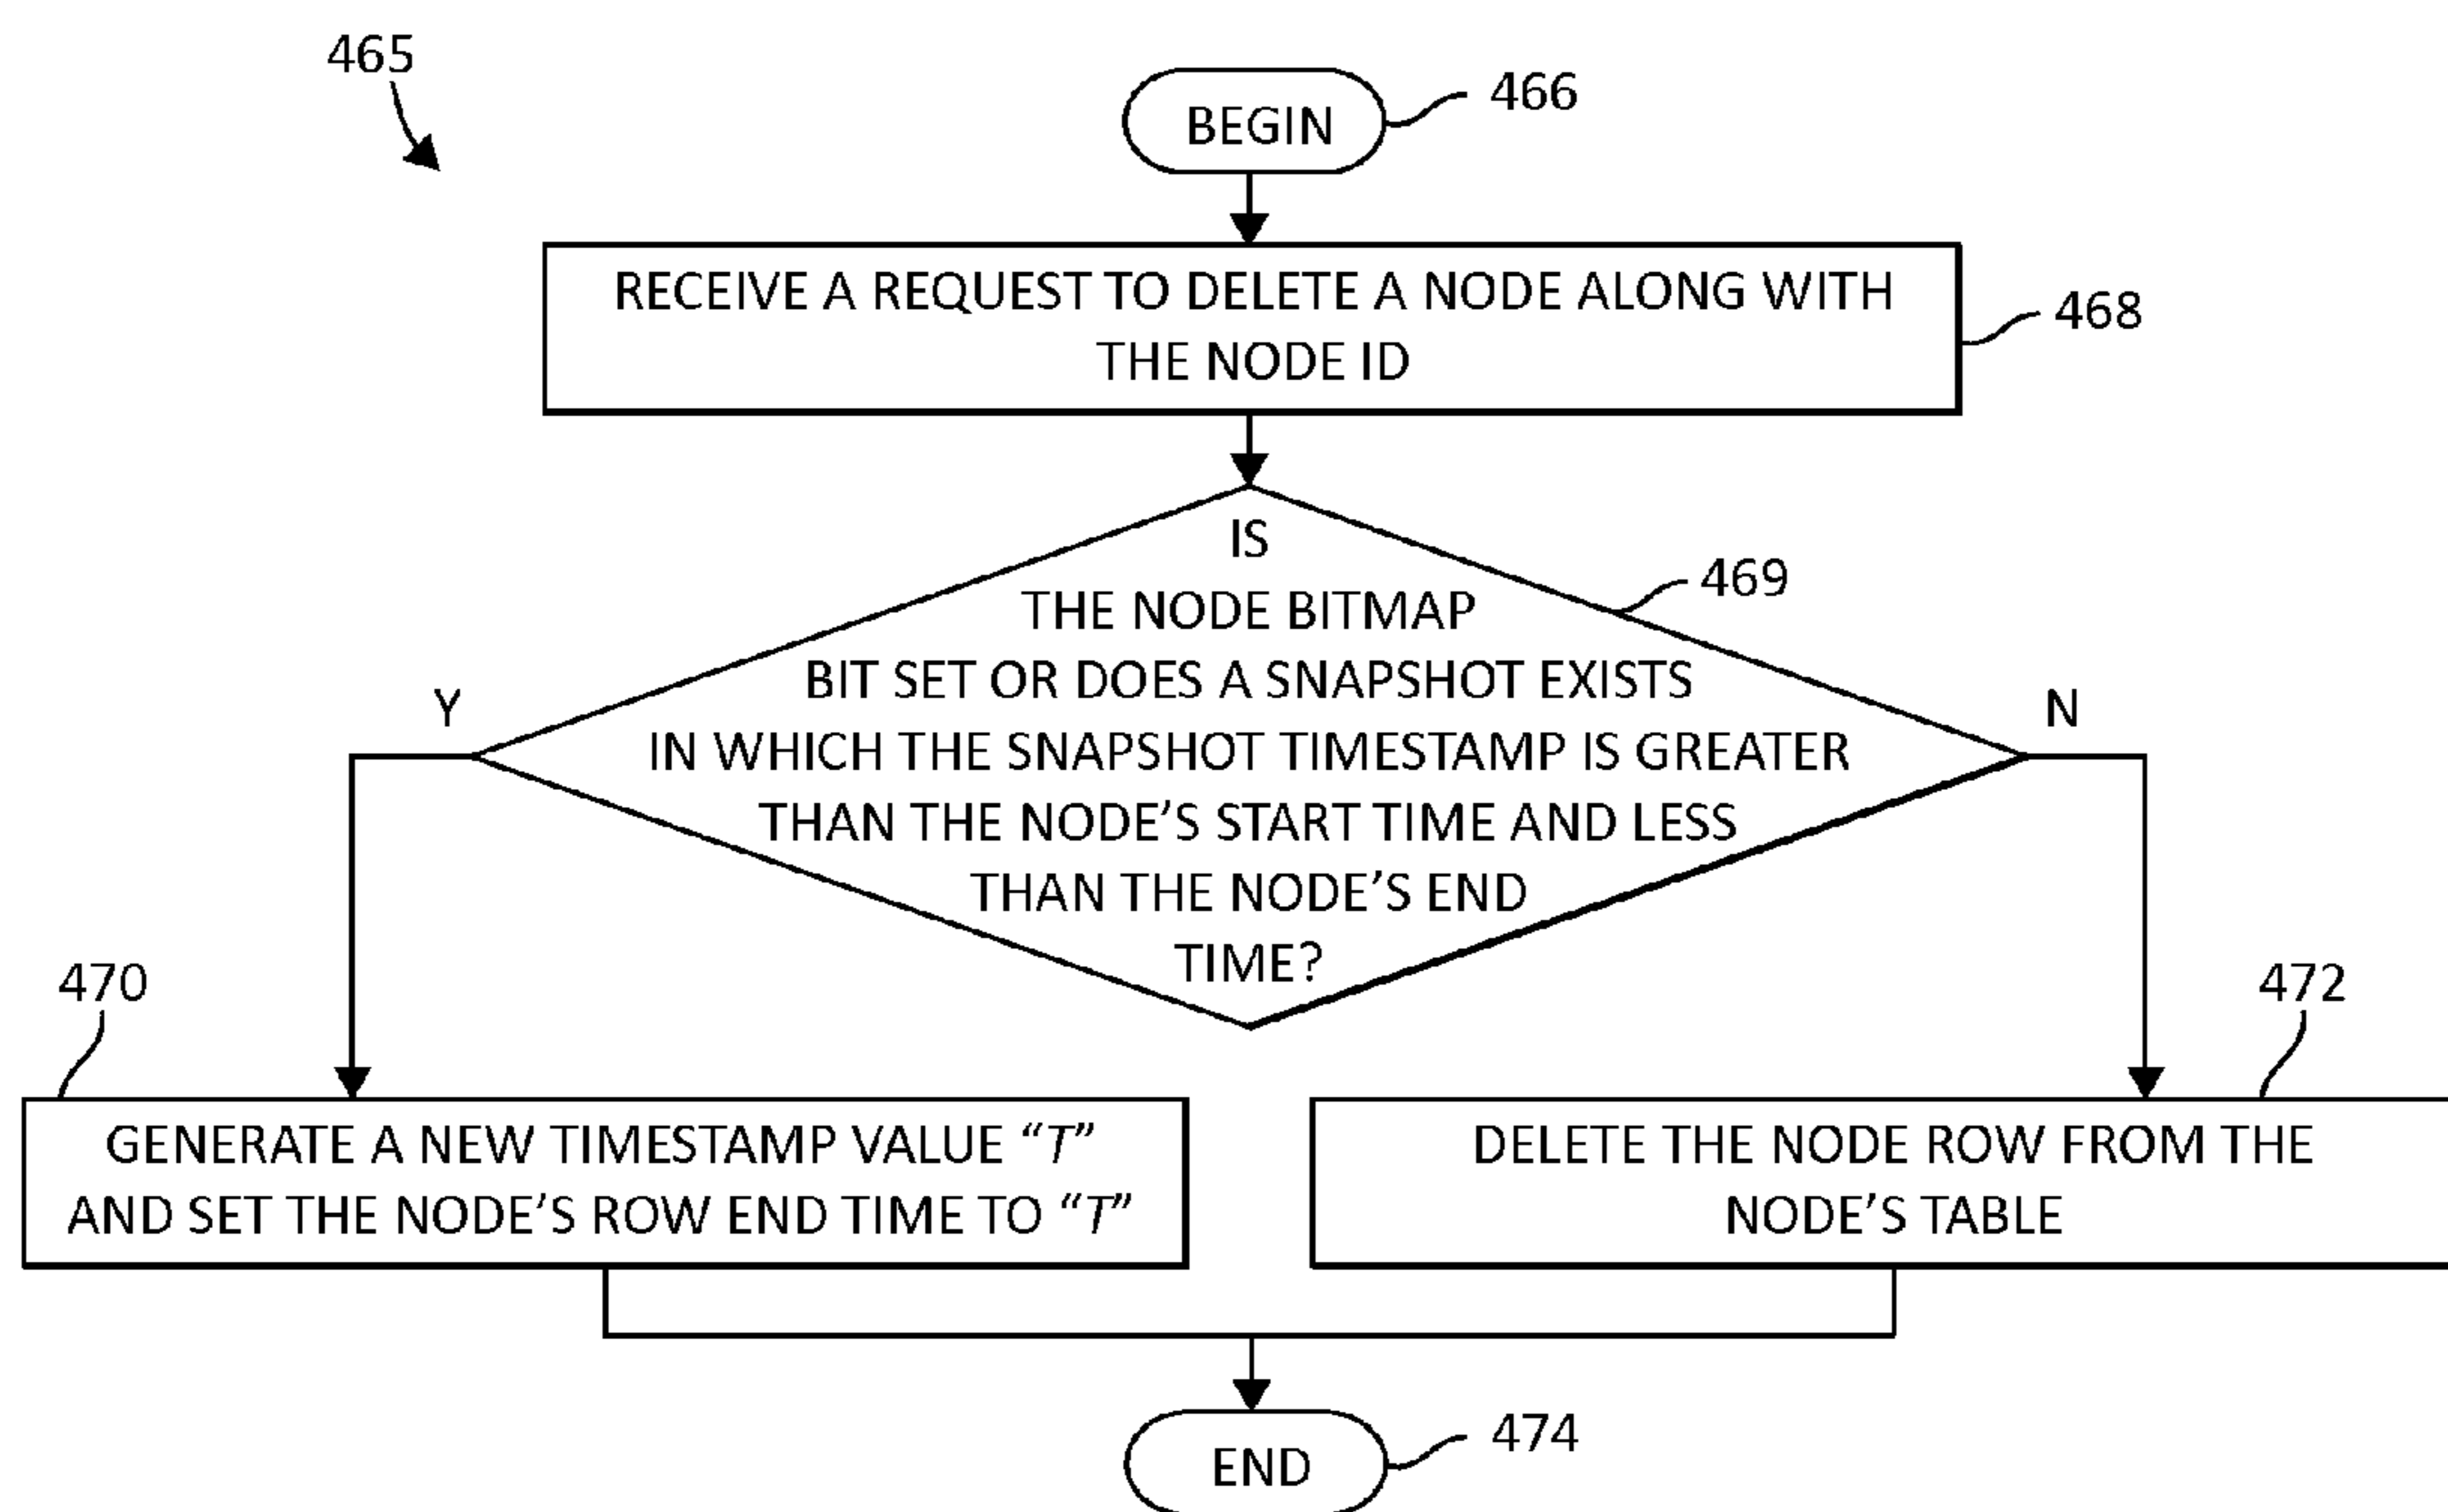 465
BEGIN
466
RECEIVE A REQUEST TO DELETE A NODE ALONG WITH
THE NODE ID
468
IS
THE NODE BITMAP
BIT SET OR DOES A SNAPSHOT EXISTS
IN WHICH THE SNAPSHOT TIMESTAMP IS GREATER
THAN THE NODE’S START TIME AND LESS
THAN THE NODE’S END
TIME?
469
Y
N
470
GENERATE A NEW TIMESTAMP VALUE “T”
AND SET THE NODE’S ROW END TIME TO “T”
472
DELETE THE NODE ROW FROM THE
NODE’S TABLE
END
474